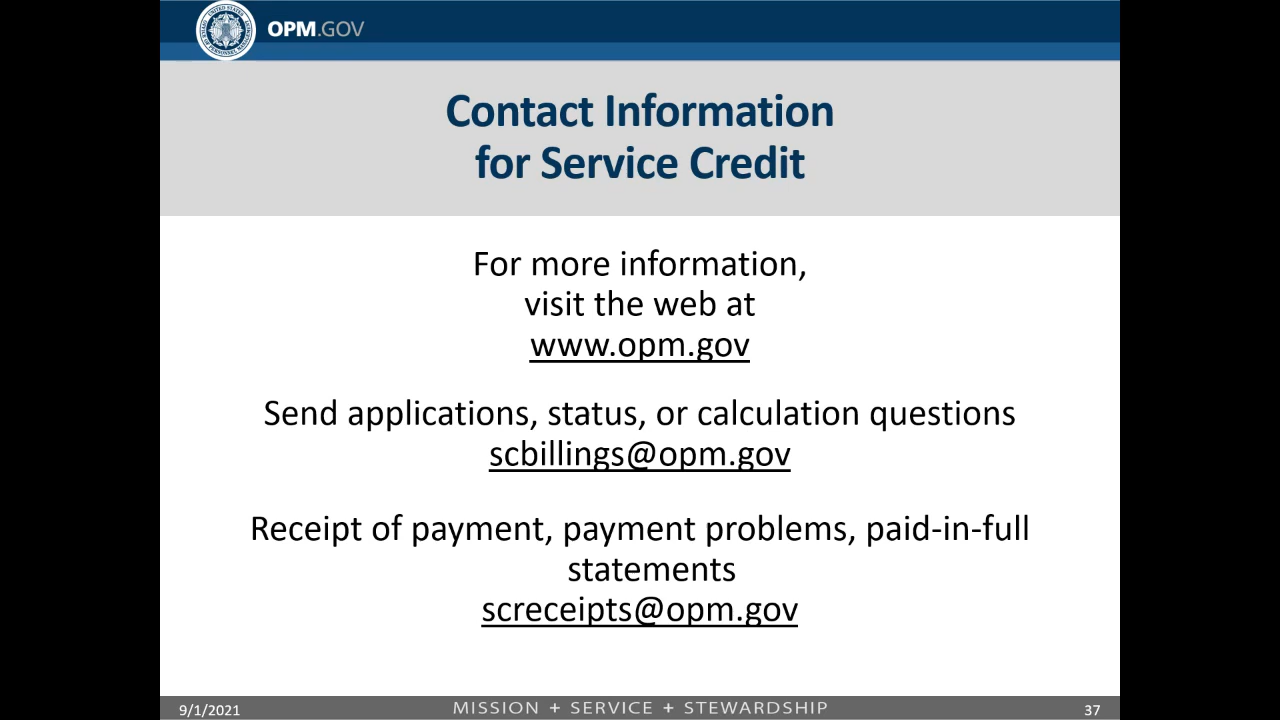 OPM.GOV
Contact Information
for Service Credit
For more information,
visit the web at
www.opm.gov
Send applications, status, or calculation questions
scbillings@opm.gov
Receipt of payment, payment problems, paid-in-full
statements
screceipts@opm.gov
9/1/2021
MISSION + SERVICE + STEWARDSHIP
37